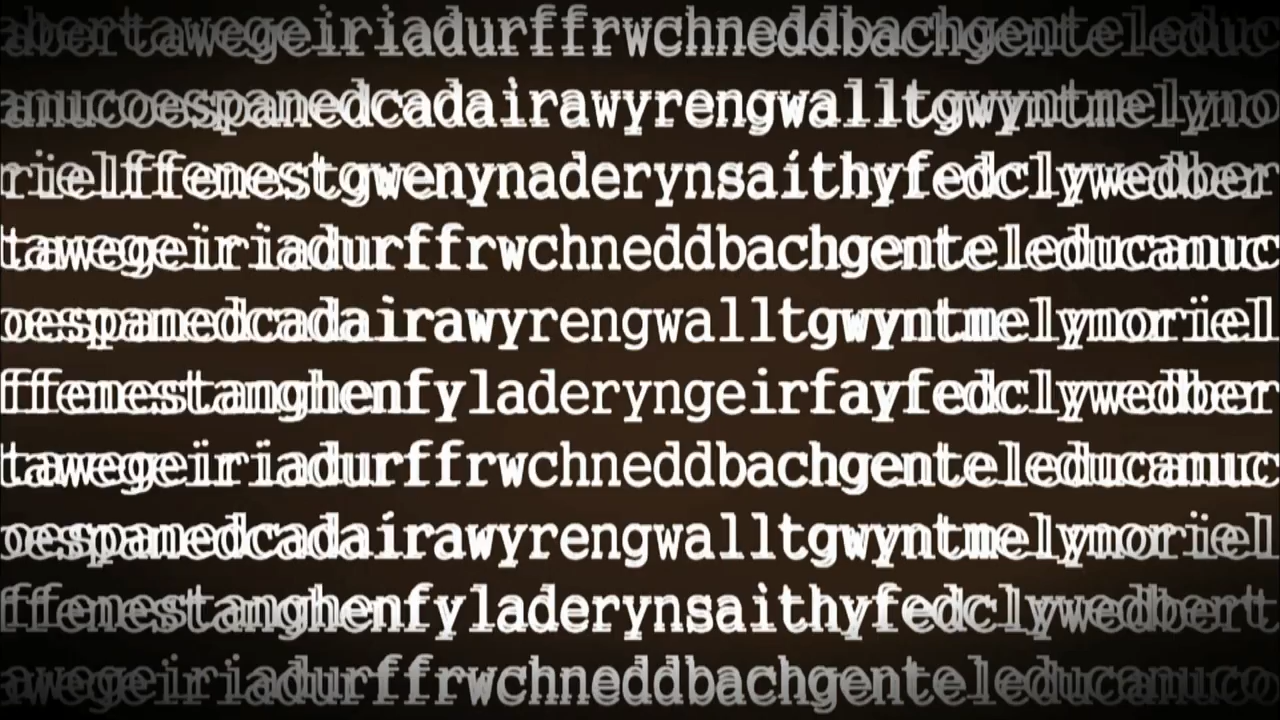 abertawegeiriadurffrwchneddbachgenteleduc
anucoespanedcadairawyrengwalltgwyntmelyno
rielffenestgwenynaderynsaithyfedclywedber
tawegeiriadurffrwchneddbachgenteleducanuc
oespanedcadairawyrengwalltgwyntmelynoriel
ffenestanghenfyladeryngeirfayfedclywedber
tawegeiriadurffrwchneddbachgenteleducanuc
oespanedcadairawyrengwalltgwyntmelynoriel
ffenestanghenfyladerynsaithyfedclywedbert
awegeiriadurffrwchneddbachgenteleducanuco